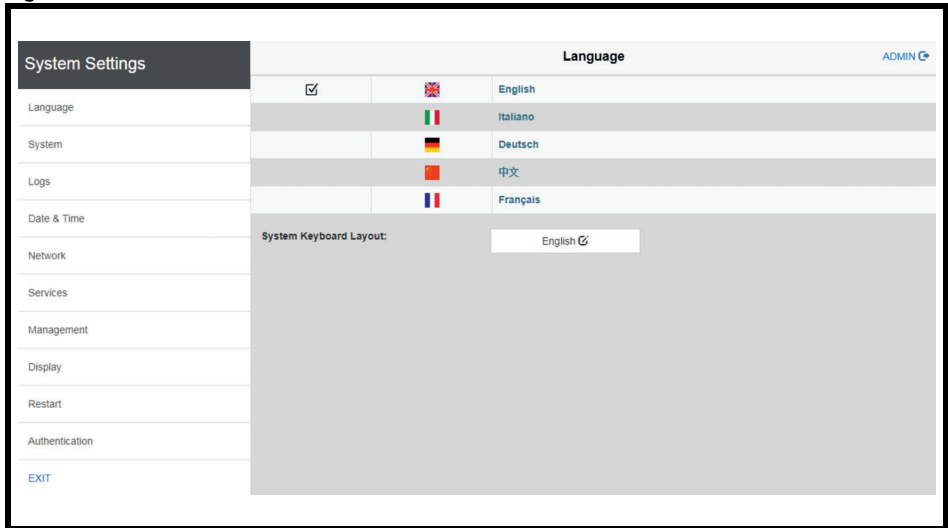 System Settings
Language
ADMIN
Language
System
Logs
Date & Time
Network
Services
Management
Display
Restart
Authentication
EXIT
English
Italiano
Deutsch
中文
Français
System Keyboard Layout:
English